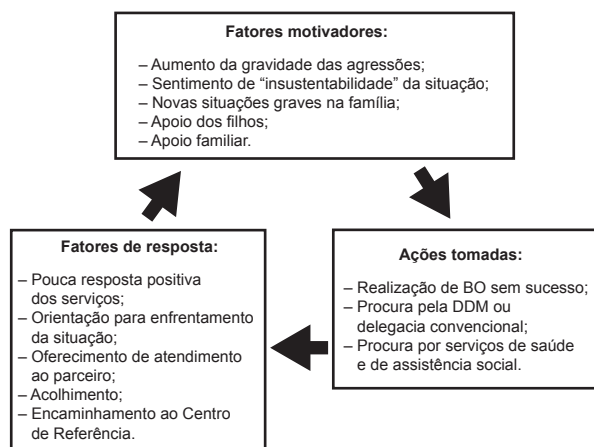 Fatores motivadores:
– Aumento da gravidade das agressões;
– Sentimento de “insustentabilidade” da situação;
– Novas situações graves na família;
– Apoio dos filhos;
– Apoio familiar.
Fatores de resposta:
– Pouca resposta positiva
dos serviços;
– Orientação para enfrentamento
da situação;
– Oferecimento de atendimento
ao parceiro;
– Acolhimento;
– Encaminhamento ao Centro
de Referência.
Ações tomadas:
– Realização de BO sem sucesso;
– Procura pela DDM ou
delegacia convencional;
– Procura por serviços de saúde
e de assistência social.